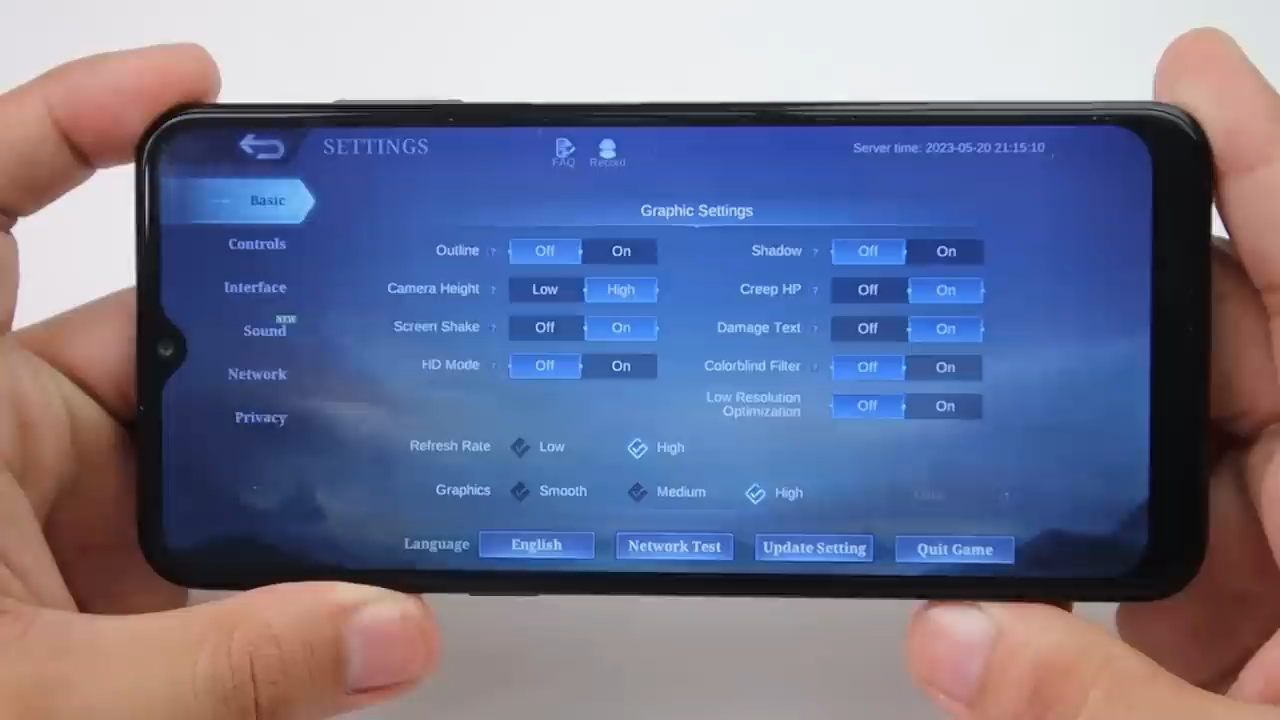 SETTINGS
FAQ
Record
Server time: 2023-05-20 21:15:10
Basic
Controls
Interface
NEW
Sound
Network
Privacy
Graphic Settings
Outline ? Off On
Shadow ? Off On
Camera Height ? Low High
Creep HP ? Off On
Screen Shake ? Off On
Damage Text ? Off On
HD Mode ? Off On
Colorblind Filter ? Off On
Low Resolution
Optimization ? Off On
Refresh Rate Low High
Graphics Smooth Medium High
Language English Network Test Update Setting Quit Game